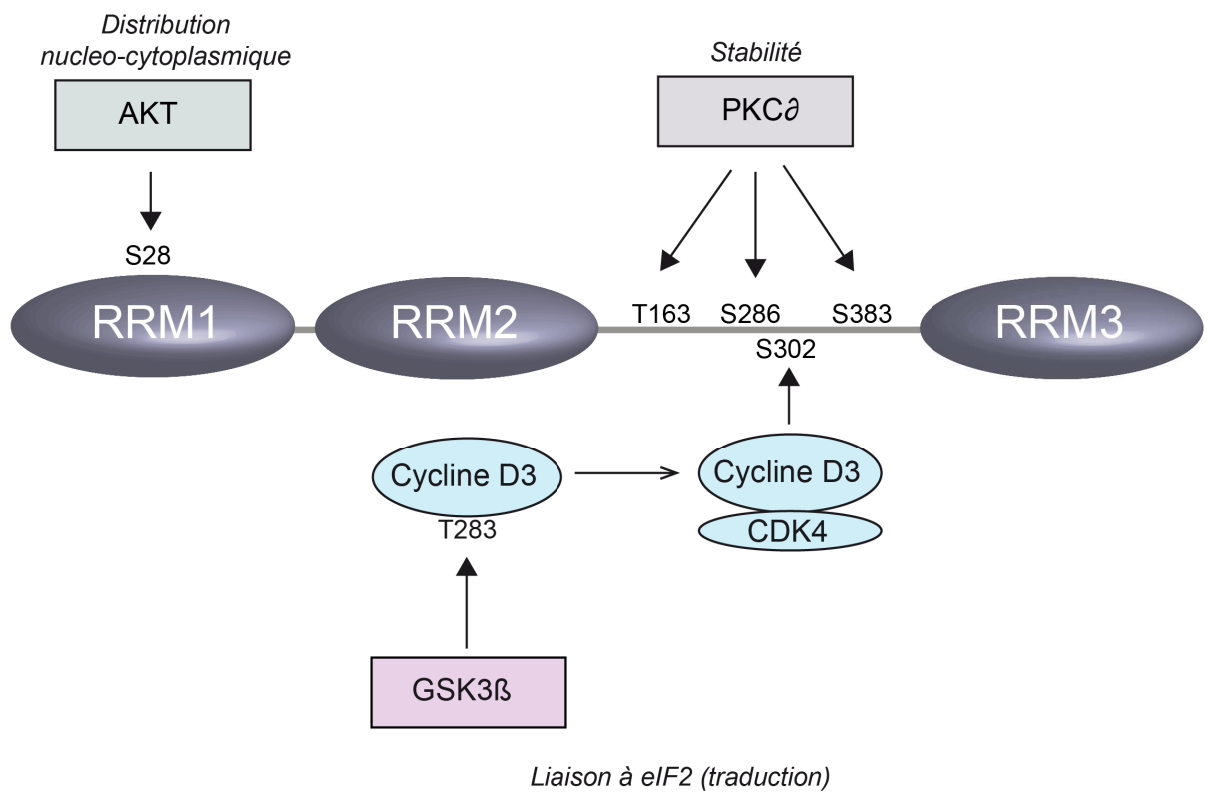 Distribution
nucleo-cytoplasmique
Stabilité
AKT
PKC∂
S28
RRM1
RRM2
T163
S286
S383
RRM3
S302
Cycline D3
Cycline D3
T283
CDK4
GSK3ß
Liaison à eIF2 (traduction)